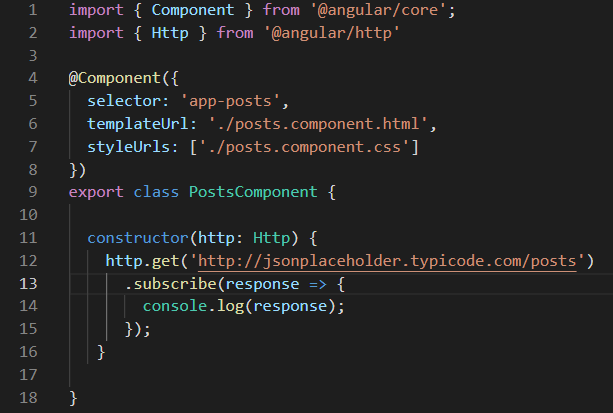 1 import { Component } from '@angular/core';
2 import { Http } from '@angular/http'
3
4 @Component({
5   selector: 'app-posts',
6   templateUrl: './posts.component.html',
7   styleUrls: ['./posts.component.css']
8 })
9 export class PostsComponent {
10
11   constructor(http: Http) {
12     http.get('http://jsonplaceholder.typicode.com/posts')
13       .subscribe(response => {
14         console.log(response);
15       });
16    }
17
18 }